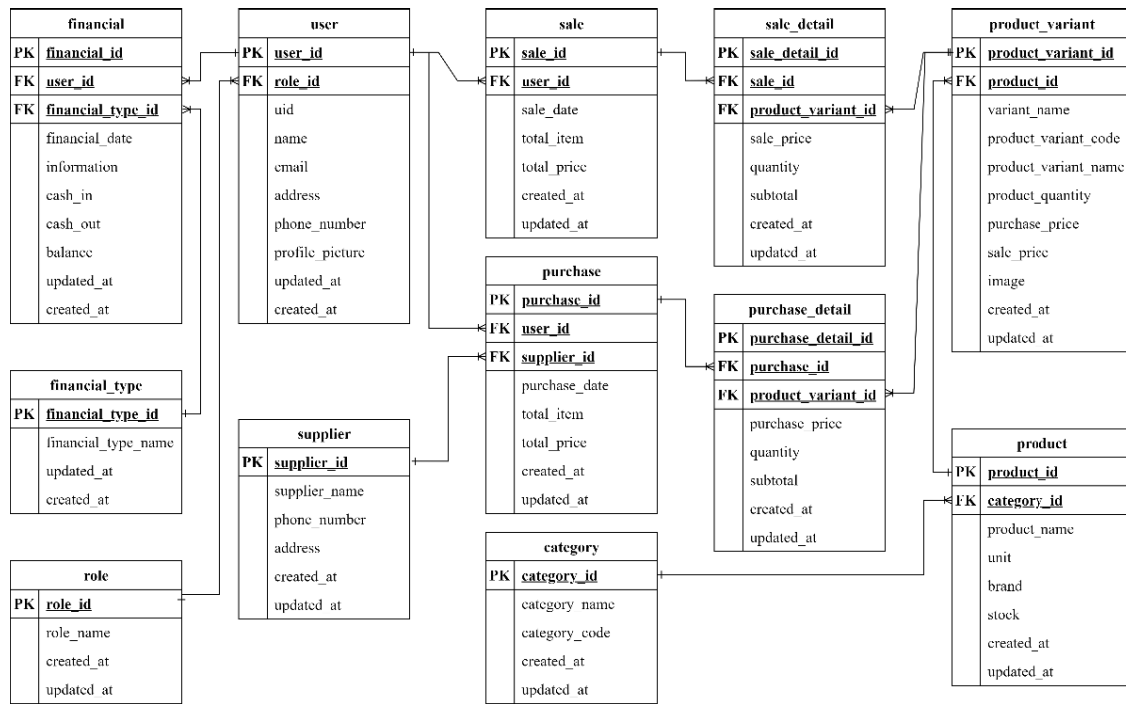 financial
PK financial_id
FK user_id
FK financial_type_id
financial_date
information
cash_in
cash_out
balance
updated_at
created_at
user
PK user_id
FK role_id
uid
name
email
address
phone_number
profile_picture
updated_at
created_at
sale
PK sale_id
FK user_id
sale_date
total_item
total_price
created_at
updated_at
sale_detail
PK sale_detail_id
FK sale_id
FK product_variant_id
sale_price
quantity
subtotal
created_at
updated_at
product_variant
PK product_variant_id
FK product_id
variant_name
product_variant_code
product_variant_name
product_quantity
purchase_price
sale_price
image
created_at
updated_at
purchase
PK purchase_id
FK user_id
FK supplier_id
purchase_date
total_item
total_price
created_at
updated_at
purchase_detail
PK purchase_detail_id
FK purchase_id
FK product_variant_id
purchase_price
quantity
subtotal
created_at
updated_at
financial_type
PK financial_type_id
financial_type_name
updated_at
created_at
supplier
PK supplier_id
supplier_name
phone_number
address
created_at
updated_at
product
PK product_id
FK category_id
product_name
unit
brand
stock
created_at
updated_at
role
PK role_id
role_name
created_at
updated_at
category
PK category_id
category_name
category_code
created_at
updated_at